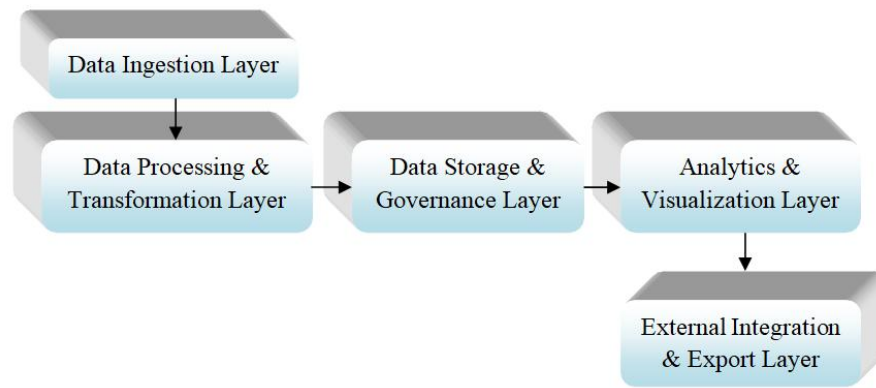 Data Ingestion Layer
Data Processing &
Transformation Layer
Data Storage &
Governance Layer
Analytics &
Visualization Layer
External Integration
& Export Layer